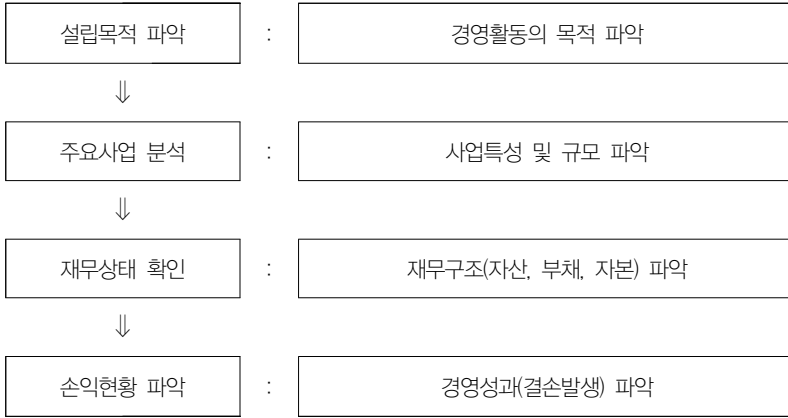 설립목적 파악 : 경영활동의 목적 파악
⇓
주요사업 분석 : 사업특성 및 규모 파악
⇓
재무상태 확인 : 재무구조(자산, 부채, 자본) 파악
⇓
손익현황 파악 : 경영성과(결손발생) 파악